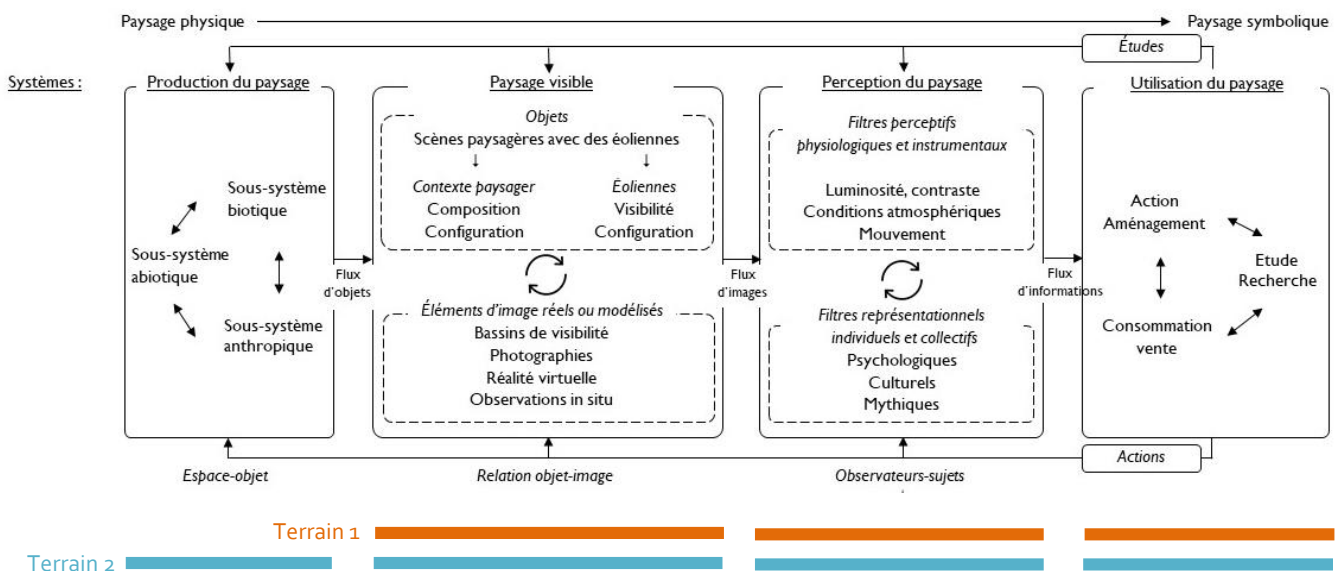 Paysage physique
Paysage symbolique
Études
Systèmes :
Production du paysage
Paysage visible
Perception du paysage
Utilisation du paysage
Sous-système
biotique
Sous-système
abiotique
Sous-système
anthropique
Flux
d'objets
Objets
Scènes paysagères avec des éoliennes
Contexte paysager
Composition
Configuration
Éoliennes
Visibilité
Configuration
Éléments d'image réels ou modélisés
Bassins de visibilité
Photographies
Réalité virtuelle
Observations in situ
Flux
d'images
Filtres perceptifs
physiologiques et instrumentaux
Luminosité, contraste
Conditions atmosphériques
Mouvement
Filtres représentationnels
individuels et collectifs
Psychologiques
Culturels
Mythiques
Flux
d'informations
Action
Aménagement
Etude
Recherche
Consommation
vente
Actions
Espace-objet
Relation objet-image
Observateurs-sujets
Terrain 1
Terrain 2